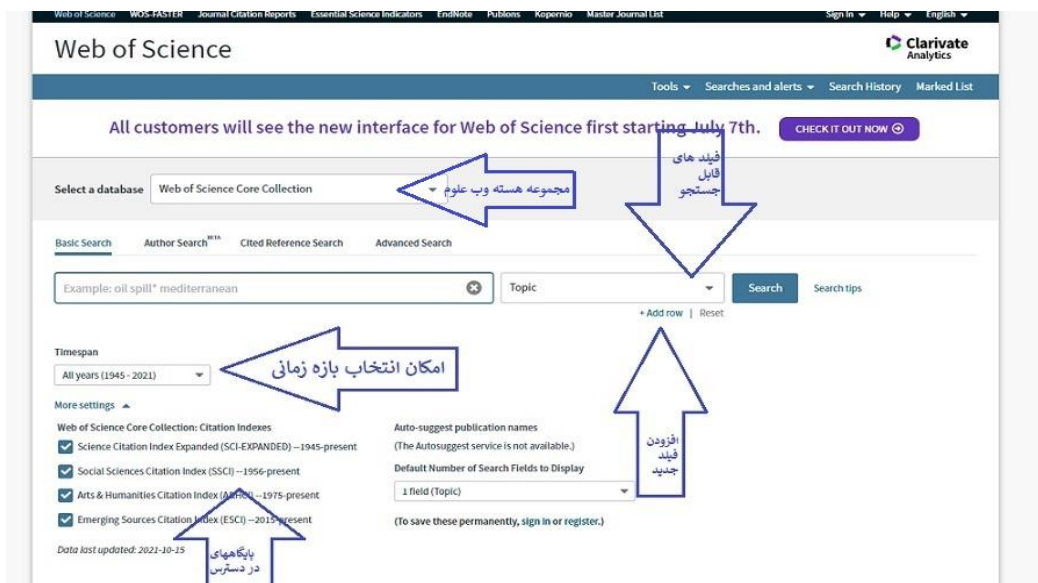 Web of Science WOS-FASTER Journal Citation Reports Essential Science Indicators EndNote Publons Kopernio Master Journal List Sign In Help English
Web of Science
Clarivate
Analytics
Tools Searches and alerts Search History Marked List
All customers will see the new interface for Web of Science first starting July 7th. CHECK IT OUT NOW
فیلد های
قابل
جستجو
Select a database Web of Science Core Collection
مجموعه هسته وب علوم
Basic Search Author Search BETA Cited Reference Search Advanced Search
Example: oil spill* mediterranean Topic Search Search tips
+ Add row | Reset
Timespan
All years (1945 - 2021)
امکان انتخاب بازه زمانی
More settings
Web of Science Core Collection: Citation Indexes
Science Citation Index Expanded (SCI-EXPANDED) --1945-present
Social Sciences Citation Index (SSCI) --1956-present
Arts & Humanities Citation Index (A&HCI) --1975-present
Emerging Sources Citation Index (ESCI) --2015-present
Data last updated: 2021-10-15
پایگاههای
در دسترس
Auto-suggest publication names
(The Autosuggest service is not available.)
Default Number of Search Fields to Display
1 field (Topic)
(To save these permanently, sign in or register.)
افزودن
فیلد
جدید